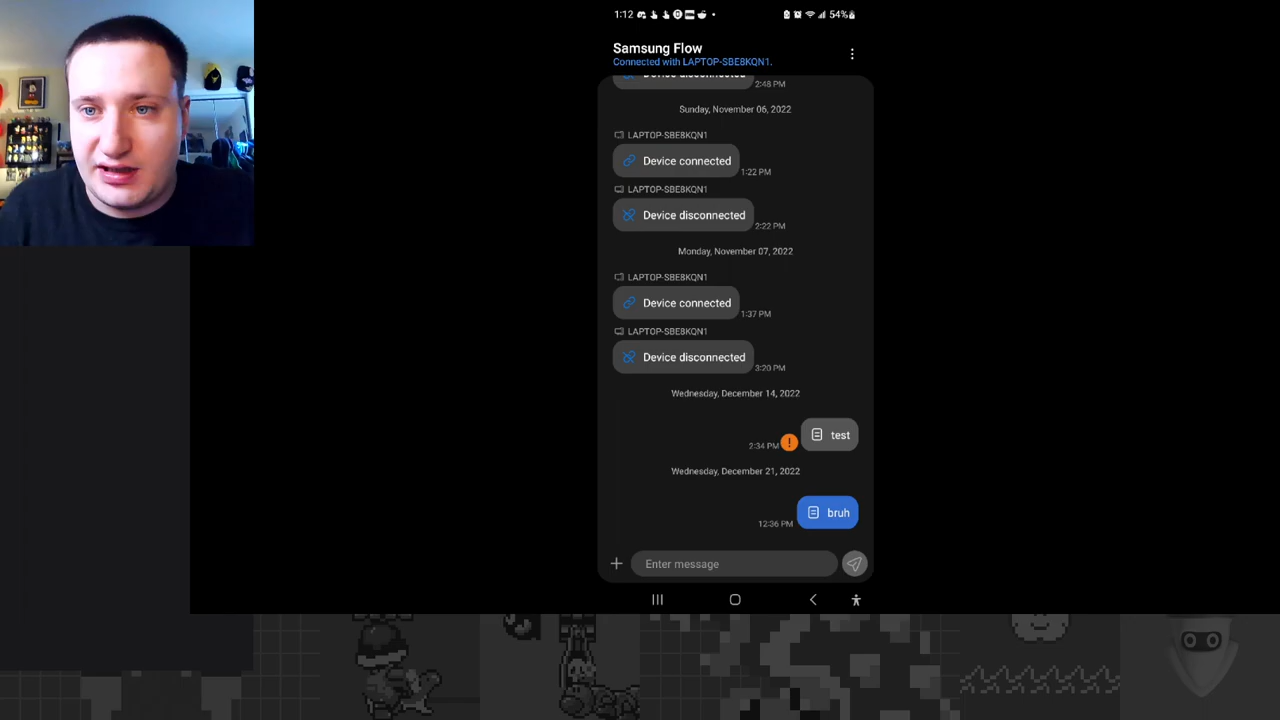 1:12
54%
Samsung Flow
Connected with LAPTOP-SBE8KQN1.
Device disconnected
2:48 PM
Sunday, November 06, 2022
LAPTOP-SBE8KQN1
Device connected
1:22 PM
LAPTOP-SBE8KQN1
Device disconnected
2:22 PM
Monday, November 07, 2022
LAPTOP-SBE8KQN1
Device connected
1:37 PM
LAPTOP-SBE8KQN1
Device disconnected
3:20 PM
Wednesday, December 14, 2022
test
2:34 PM
Wednesday, December 21, 2022
bruh
12:36 PM
Enter message